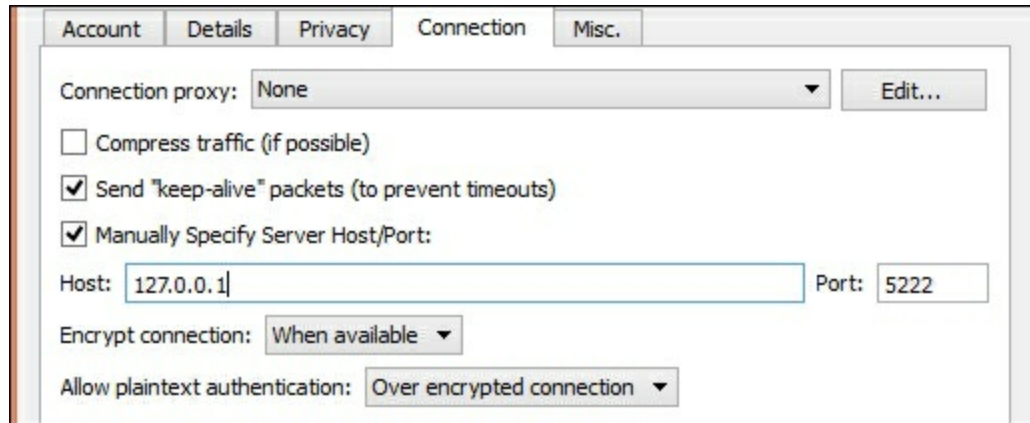 Account Details Privacy Connection Misc.
Connection proxy: None Edit...
Compress traffic (if possible)
Send "keep-alive" packets (to prevent timeouts)
Manually Specify Server Host/Port:
Host: 127.0.0.1 Port: 5222
Encrypt connection: When available
Allow plaintext authentication: Over encrypted connection